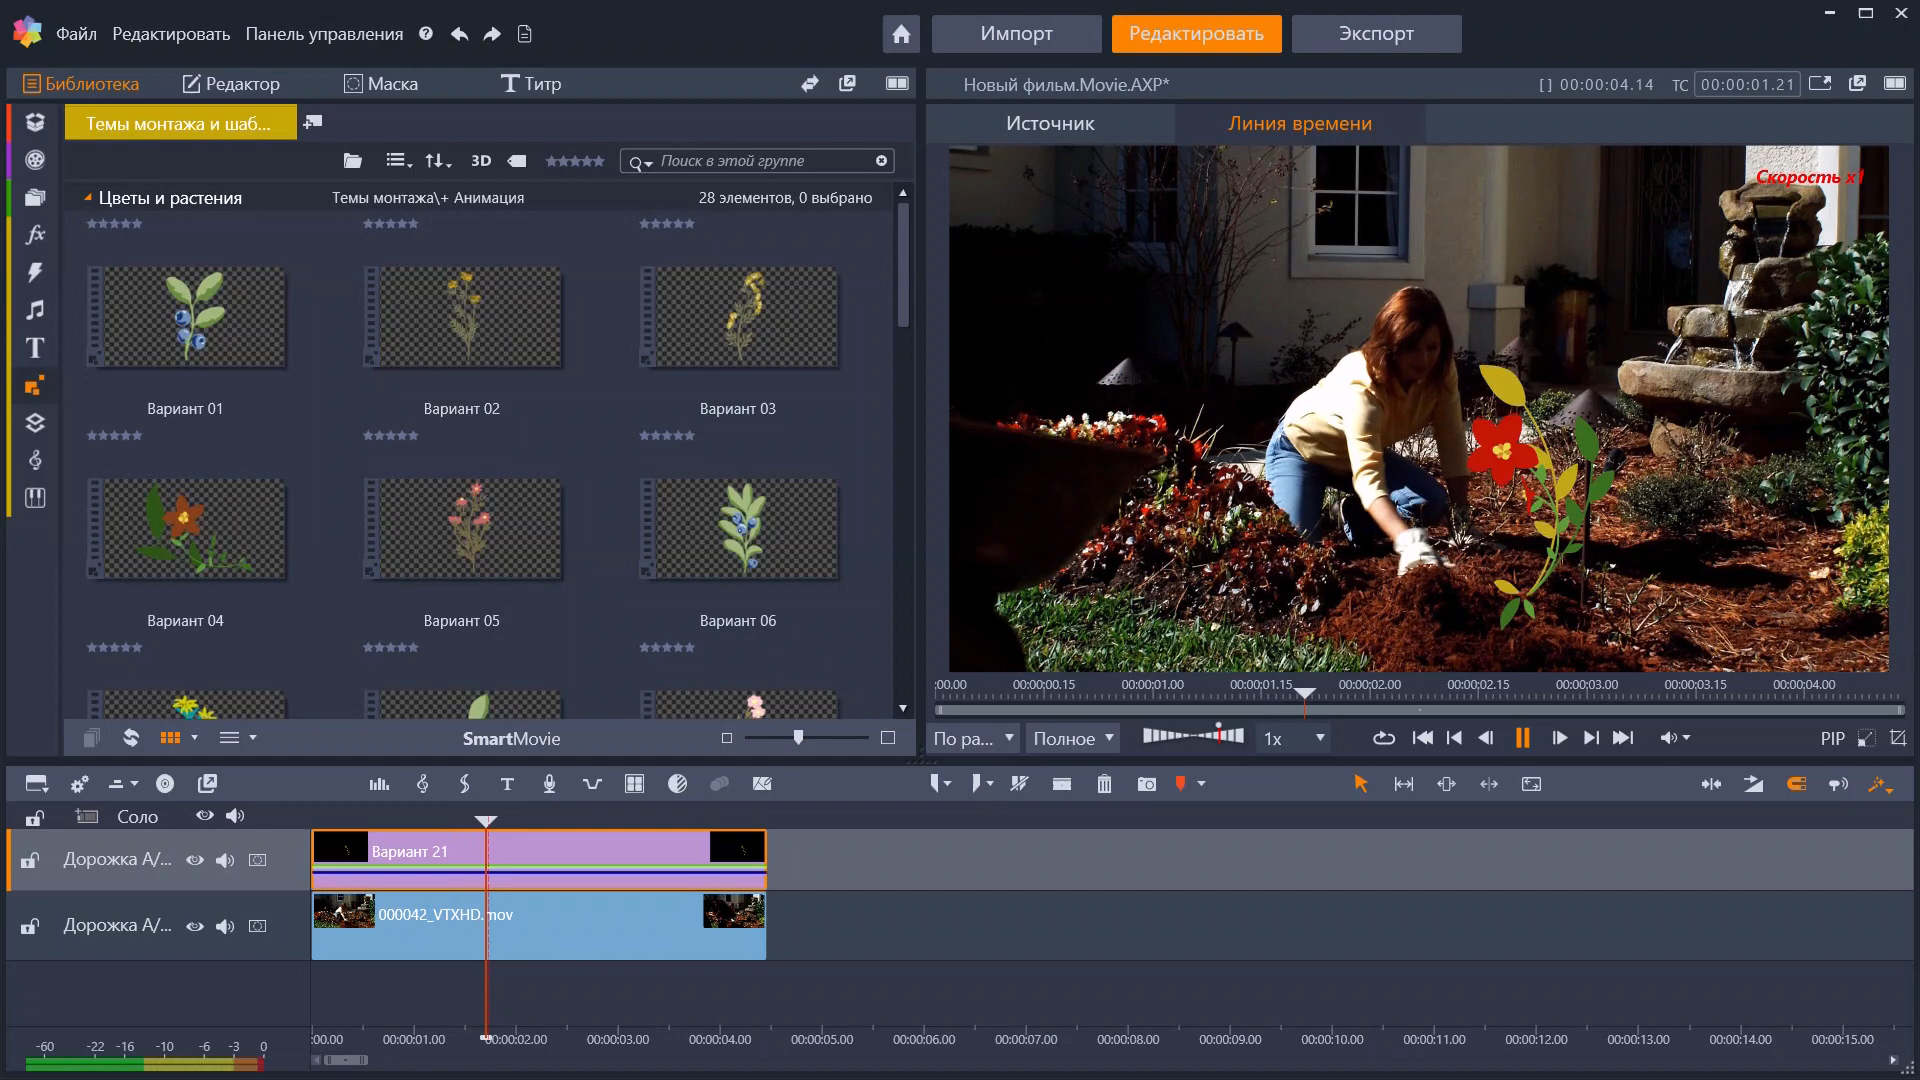 Файл Редактировать Панель управления
Импорт Редактировать Экспорт
Библиотека Редактор Маска Титр
Новый фильм.Movie.AXP* [ ] 00:00:04.14 TC 00:00:01.21
Темы монтажа и шаб...
Источник Линия времени
3D Поиск в этой группе
Цветы и растения Темы монтажа\+ Анимация 28 элементов, 0 выбрано
Скорость x1
Вариант 01 Вариант 02 Вариант 03
Вариант 04 Вариант 05 Вариант 06
:00.00 00:00:00.15 00:00:01.00 00:00:01.15 00:00:02.00 00:00:02.15 00:00:03.00 00:00:03.15 00:00:04.00
SmartMovie
По ра... Полное 1x PIP
Соло
Дорожка А/... Вариант 21
Дорожка А/... 000042_VTXHD.mov
:00.00 00:00:01.00 00:00:02.00 00:00:03.00 00:00:04.00 00:00:05.00 00:00:06.00 00:00:07.00 00:00:08.00 00:00:09.00 00:00:10.00 00:00:11.00 00:00:12.00 00:00:13.00 00:00:14.00 00:00:15.00
-60 -22 -16 -10 -6 -3 0